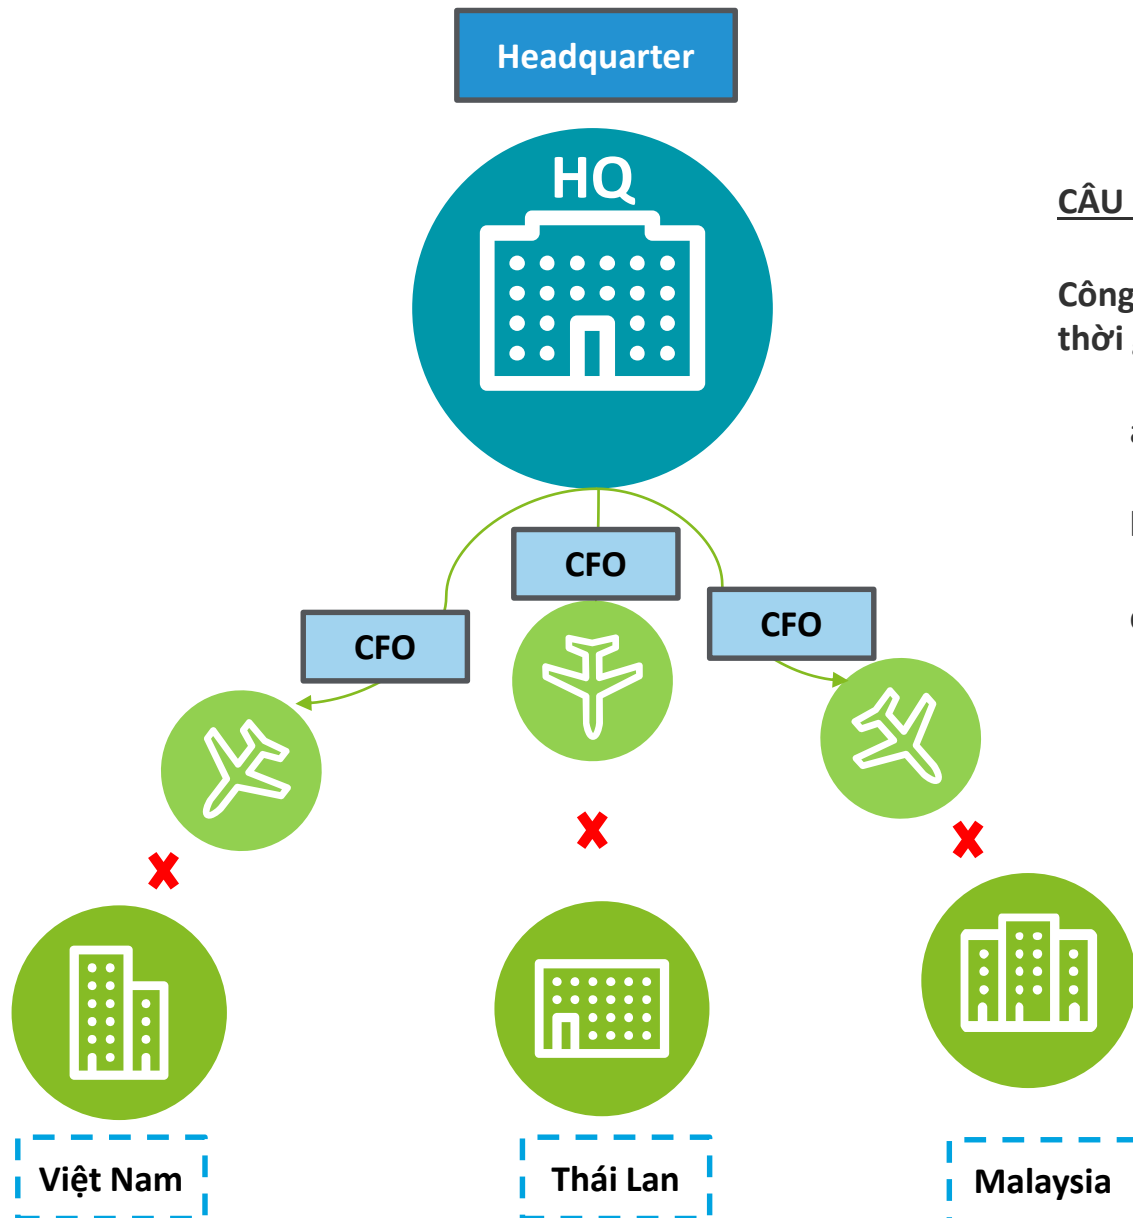 Headquarter
HQ
CÂU
Công
thời
CFO
CFO
CFO
Việt Nam
Thái Lan
Malaysia